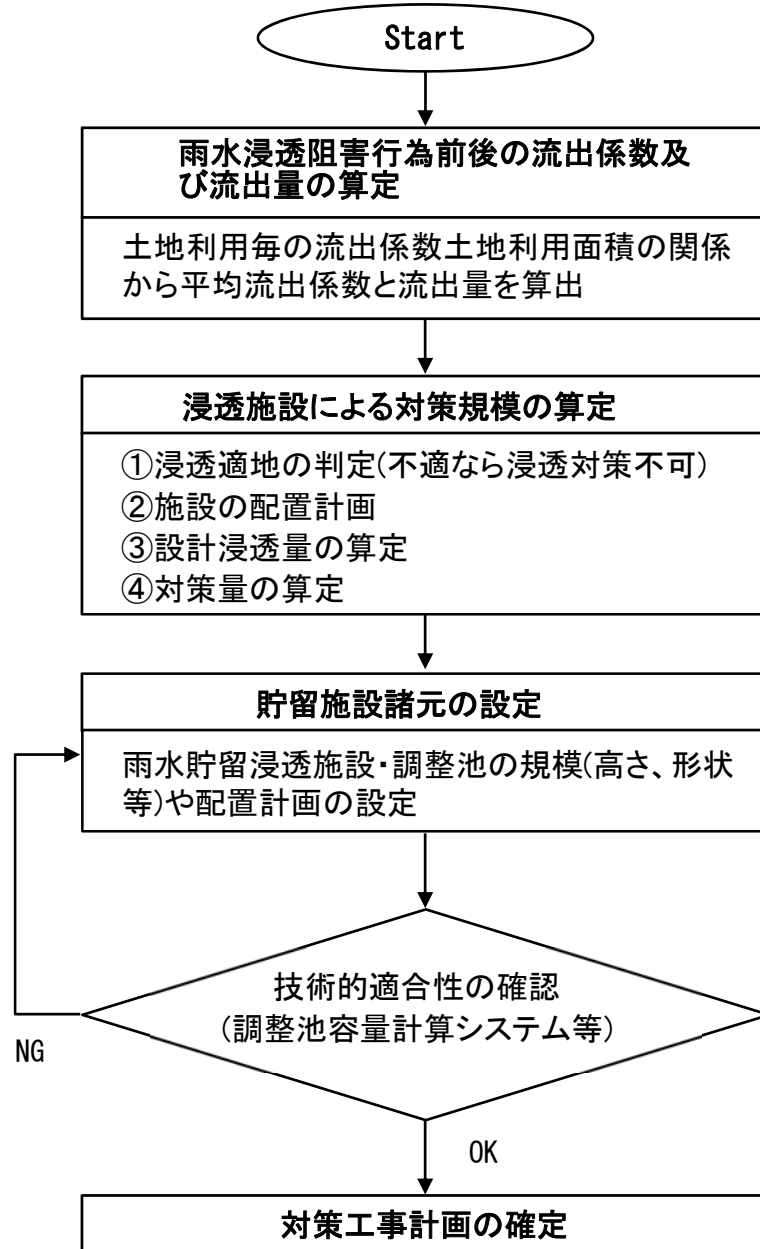 Start
雨水浸透阻害行為前後の流出係数及
び流出量の算定
土地利用毎の流出係数土地利用面積の関係
から平均流出係数と流出量を算出
浸透施設による対策規模の算定
①浸透適地の判定(不適なら浸透対策不可)
②施設の配置計画
③設計浸透量の算定
④対策量の算定
貯留施設諸元の設定
雨水貯留浸透施設・調整池の規模(高さ、形状
等)や配置計画の設定
技術的適合性の確認
(調整池容量計算システム等)
NG
OK
対策工事計画の確定